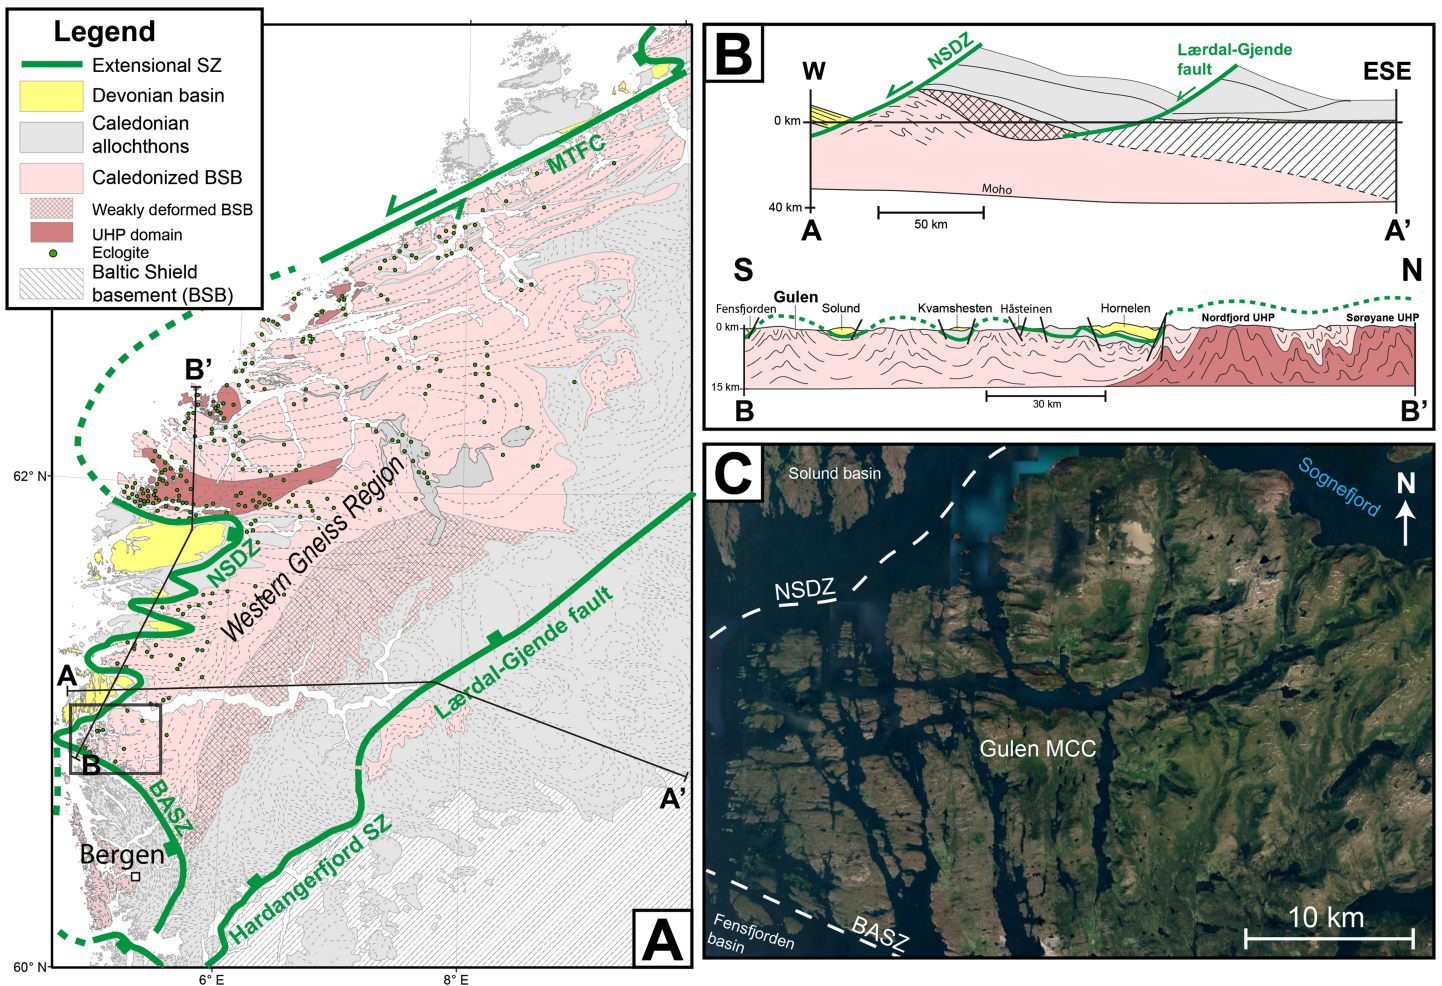 Legend
Extensional SZ
Devonian basin
Caledonian
allochthons
Caledonized BSB
Weakly deformed BSB
UHP domain
Eclogite
Baltic Shield
basement (BSB)
MTFC
B'
62° N
NSDZ
Western Gneiss Region
A
B
BASZ
Bergen
Lærdal-Gjende fault
Hardangerfjord SZ
A'
A
60° N
6° E
8° E
B
W
NSDZ
Lærdal-Gjende
fault
ESE
0 km
Moho
40 km
50 km
A
A'
S
N
Fensfjorden
Gulen
Solund
Kvamshesten
Håsteinen
Hornelen
Nordfjord UHP
Sørøyane UHP
0 km
15 km
30 km
B
B'
C
Solund basin
Sognefjord
N
NSDZ
Gulen MCC
BASZ
Fensfjorden
basin
10 km